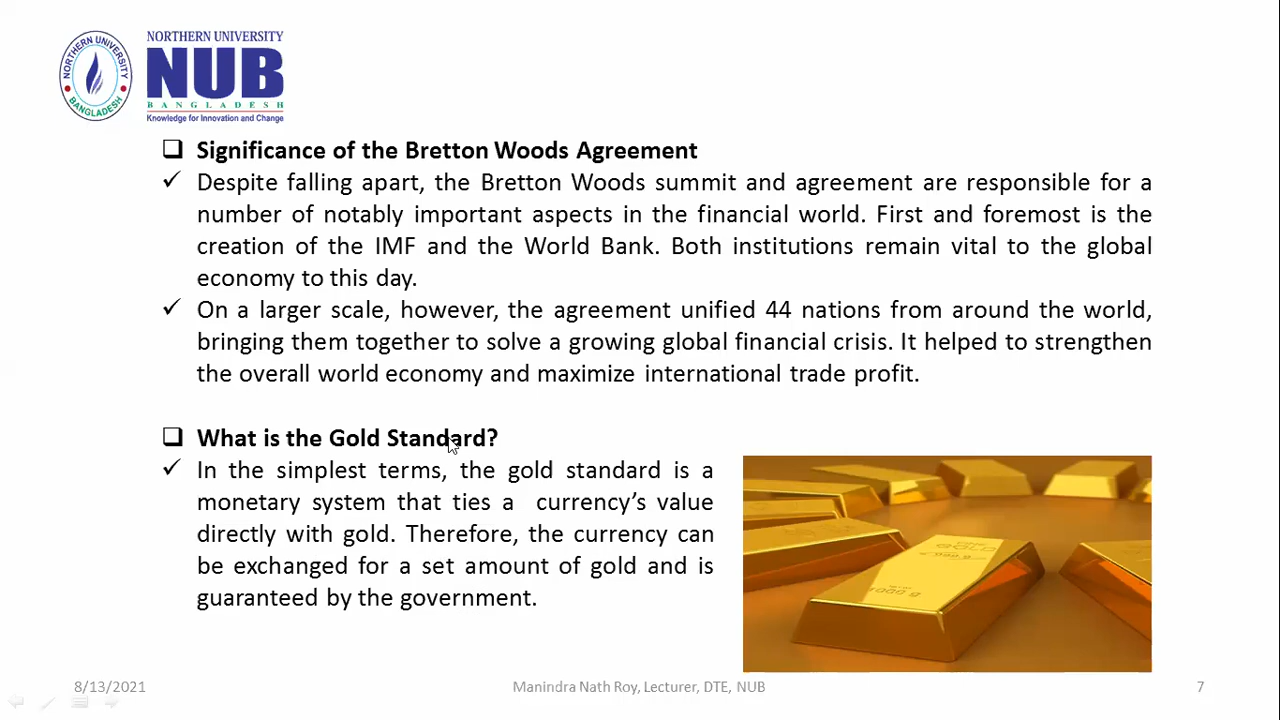 NORTHERN UNIVERSITY
BANGLADESH
NORTHERN UNIVERSITY
NUB
BANGLADESH
Knowledge for Innovation and Change
❑ Significance of the Bretton Woods Agreement
✓ Despite falling apart, the Bretton Woods summit and agreement are responsible for a
number of notably important aspects in the financial world. First and foremost is the
creation of the IMF and the World Bank. Both institutions remain vital to the global
economy to this day.
✓ On a larger scale, however, the agreement unified 44 nations from around the world,
bringing them together to solve a growing global financial crisis. It helped to strengthen
the overall world economy and maximize international trade profit.
❑ What is the Gold Standard?
✓ In the simplest terms, the gold standard is a
monetary system that ties a currency’s value
directly with gold. Therefore, the currency can
be exchanged for a set amount of gold and is
guaranteed by the government.
GOLD
8/13/2021
Manindra Nath Roy, Lecturer, DTE, NUB
7